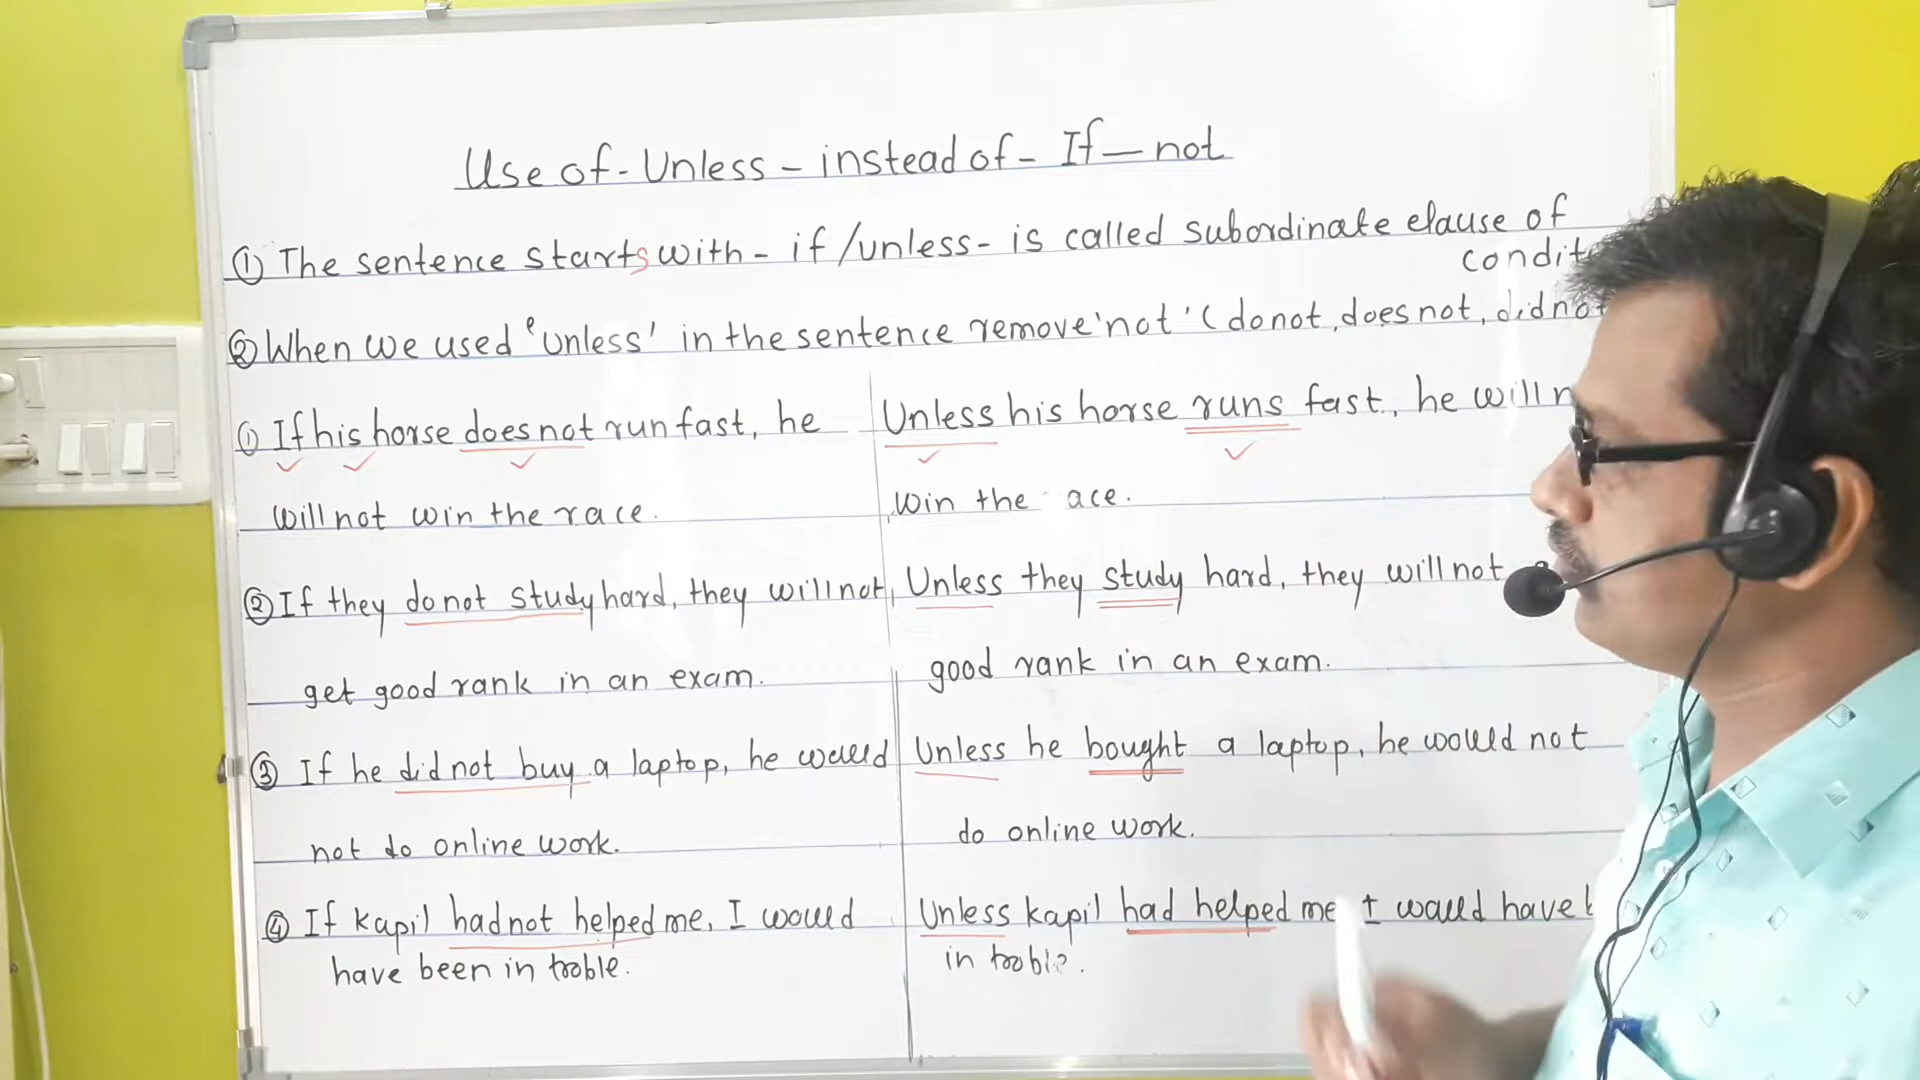 Use of - Unless - instead of - If — not
① The sentence starts with - if /unless - is called subordinate clause of
② When we used 'Unless' in the sentence remove 'not' ( do not, does not, did not
① If his horse does not run fast, he
will not win the race.
② If they do not study hard, they will not
get good rank in an exam.
③ If he did not buy a laptop, he would
not do online work.
④ If kapil had not helped me, I would
have been in troble.
Unless his horse runs fast, he will
win the ace.
Unless they study hard, they will not
good rank in an exam.
Unless he bought a laptop, he would not
do online work.
Unless kapil had helped me I would have
in troble.